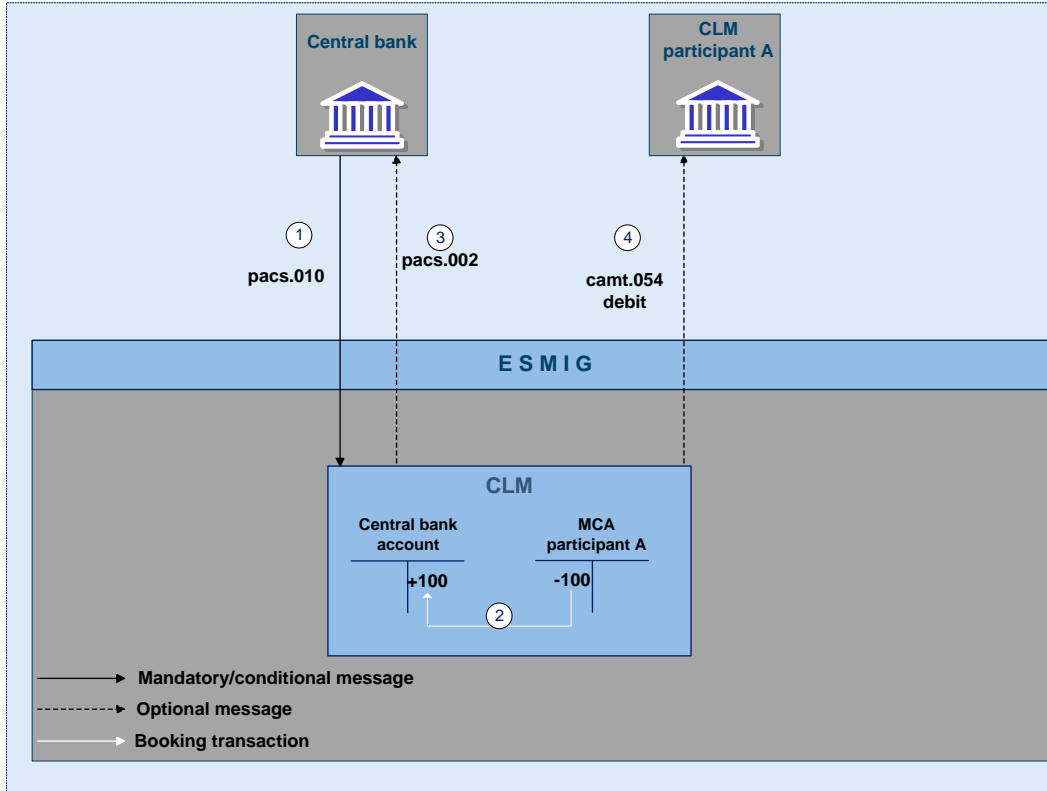 Central bank
CLM
participant A
1
3
4
pacs.010
pacs.002
camt.054
debit
E S M I G
CLM
Central bank
account
MCA
participant A
+100
-100
2
Mandatory/conditional message
Optional message
Booking transaction